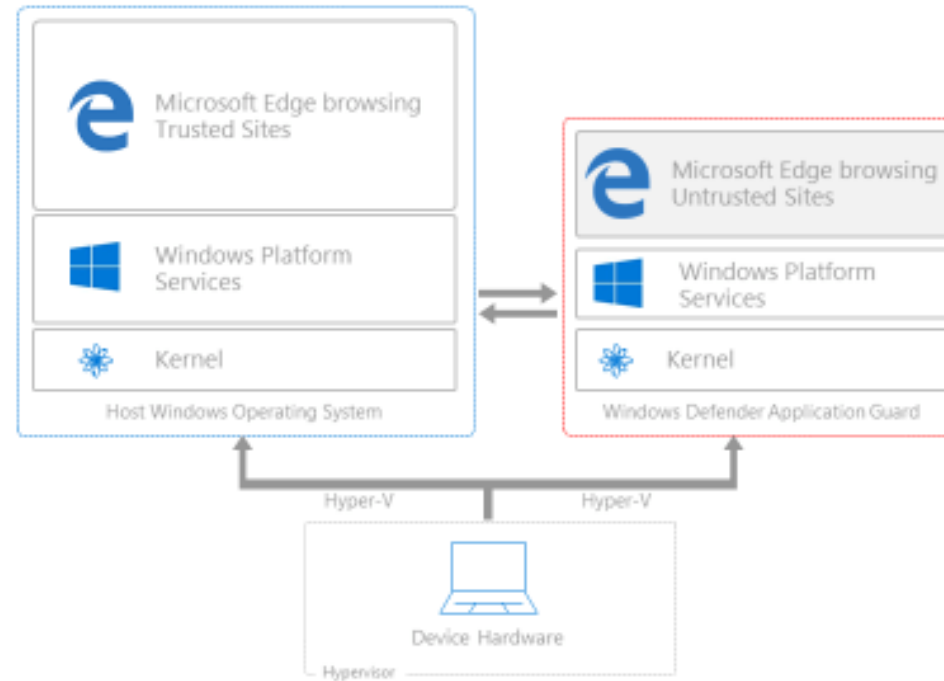 Microsoft Edge browsing
Trusted Sites
Windows Platform
Services
Kernel
Host Windows Operating System
Microsoft Edge browsing
Untrusted Sites
Windows Platform
Services
Kernel
Windows Defender Application Guard
Hyper-V
Hyper-V
Device Hardware
Hypervisor